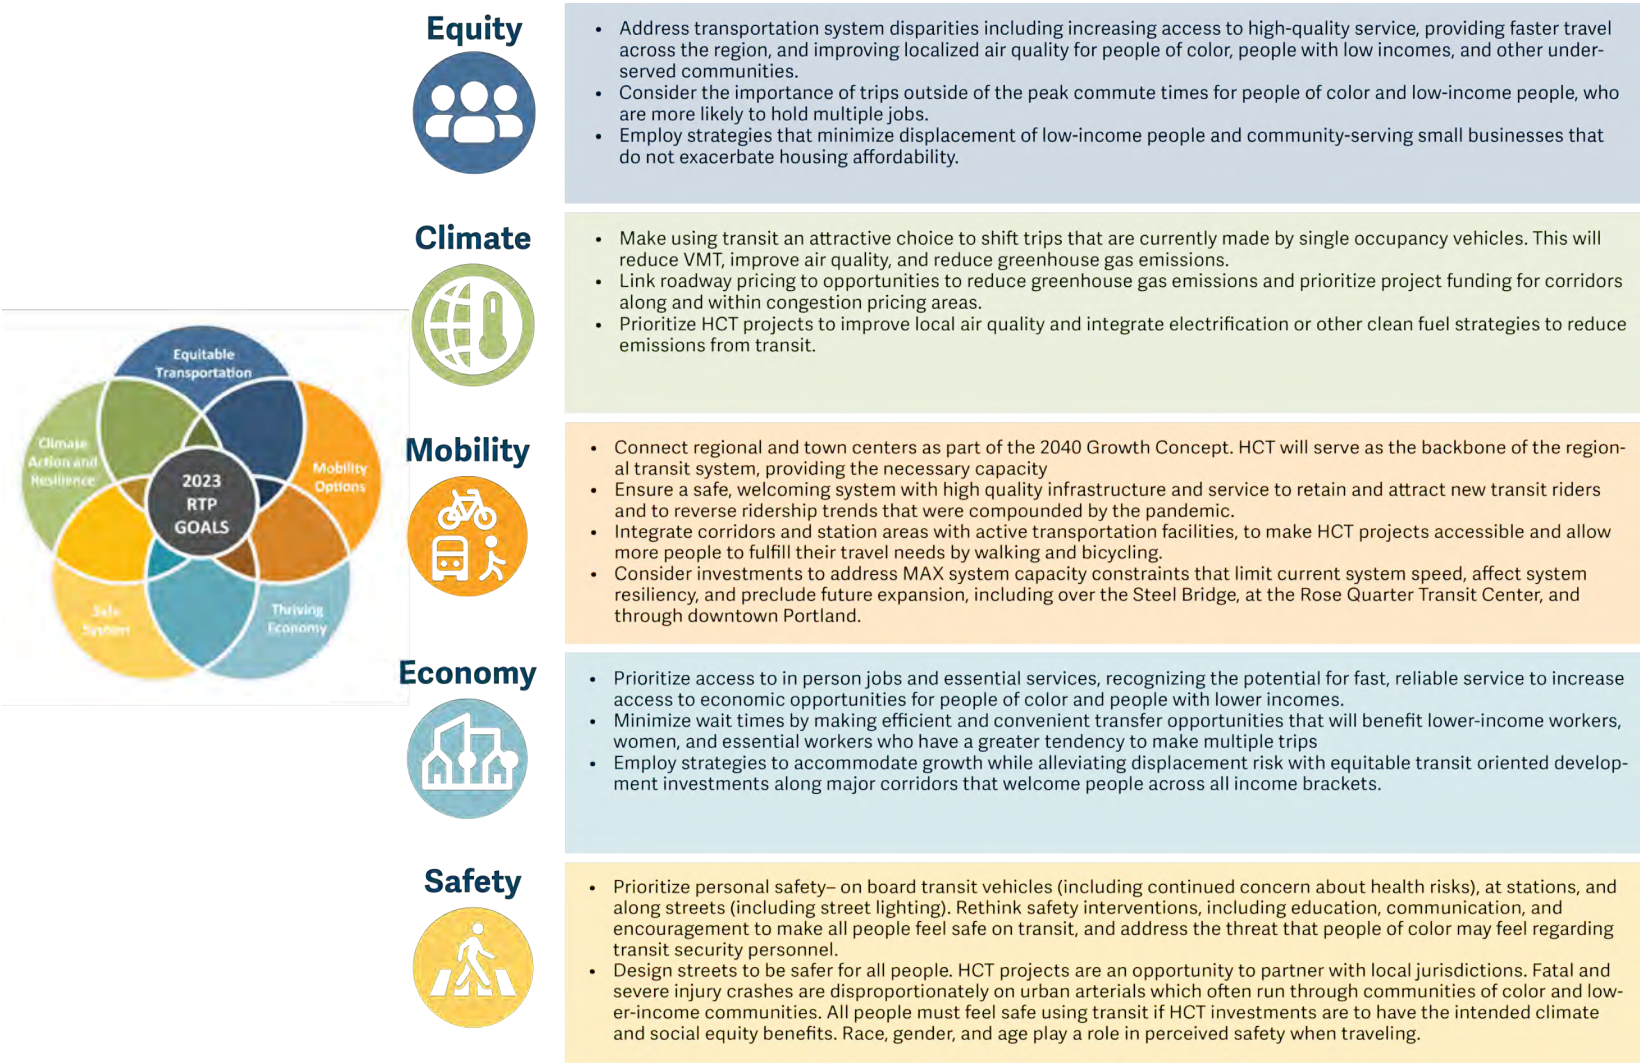 Equity
• Address transportation system disparities including increasing access to high-quality service, providing faster travel
across the region, and improving localized air quality for people of color, people with low incomes, and other under-
served communities.
• Consider the importance of trips outside of the peak commute times for people of color and low-income people, who
are more likely to hold multiple jobs.
• Employ strategies that minimize displacement of low-income people and community-serving small businesses that
do not exacerbate housing affordability.
Climate
• Make using transit an attractive choice to shift trips that are currently made by single occupancy vehicles. This will
reduce VMT, improve air quality, and reduce greenhouse gas emissions.
• Link roadway pricing to opportunities to reduce greenhouse gas emissions and prioritize project funding for corridors
along and within congestion pricing areas.
• Prioritize HCT projects to improve local air quality and integrate electrification or other clean fuel strategies to reduce
emissions from transit.
Equitable
Transportation
Climate
Action and
Resilience
Mobility
Options
2023
RTP
GOALS
Safe
System
Thriving
Economy
Mobility
• Connect regional and town centers as part of the 2040 Growth Concept. HCT will serve as the backbone of the region-
al transit system, providing the necessary capacity
• Ensure a safe, welcoming system with high quality infrastructure and service to retain and attract new transit riders
and to reverse ridership trends that were compounded by the pandemic.
• Integrate corridors and station areas with active transportation facilities, to make HCT projects accessible and allow
more people to fulfill their travel needs by walking and bicycling.
• Consider investments to address MAX system capacity constraints that limit current system speed, affect system
resiliency, and preclude future expansion, including over the Steel Bridge, at the Rose Quarter Transit Center, and
through downtown Portland.
Economy
• Prioritize access to in person jobs and essential services, recognizing the potential for fast, reliable service to increase
access to economic opportunities for people of color and people with lower incomes.
• Minimize wait times by making efficient and convenient transfer opportunities that will benefit lower-income workers,
women, and essential workers who have a greater tendency to make multiple trips
• Employ strategies to accommodate growth while alleviating displacement risk with equitable transit oriented develop-
ment investments along major corridors that welcome people across all income brackets.
Safety
• Prioritize personal safety– on board transit vehicles (including continued concern about health risks), at stations, and
along streets (including street lighting). Rethink safety interventions, including education, communication, and
encouragement to make all people feel safe on transit, and address the threat that people of color may feel regarding
transit security personnel.
• Design streets to be safer for all people. HCT projects are an opportunity to partner with local jurisdictions. Fatal and
severe injury crashes are disproportionately on urban arterials which often run through communities of color and low-
er-income communities. All people must feel safe using transit if HCT investments are to have the intended climate
and social equity benefits. Race, gender, and age play a role in perceived safety when traveling.